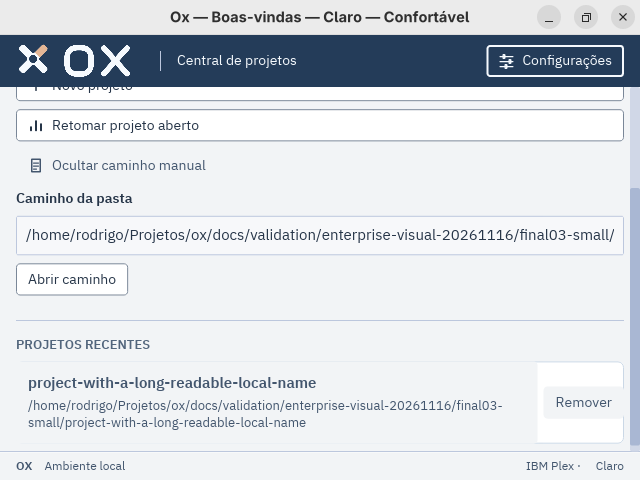 Ox — Boas-vindas — Claro — Confortável
OX
Central de projetos
Configurações
Novo projeto
Retomar projeto aberto
Ocultar caminho manual
Caminho da pasta
/home/rodrigo/Projetos/ox/docs/validation/enterprise-visual-20261116/final03-small/
Abrir caminho
PROJETOS RECENTES
project-with-a-long-readable-local-name
/home/rodrigo/Projetos/ox/docs/validation/enterprise-visual-20261116/final03-
small/project-with-a-long-readable-local-name
Remover
OX Ambiente local
IBM Plex · Claro